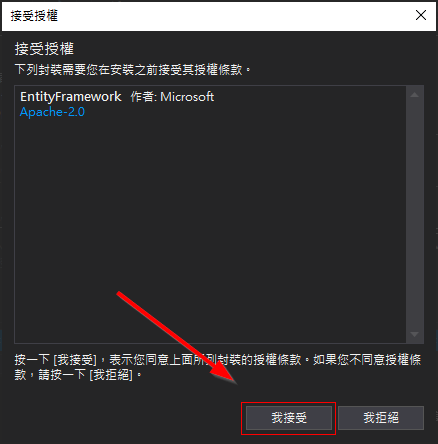 接受授權
接受授權
下列封裝需要您在安裝之前接受其授權條款。
EntityFramework 作者: Microsoft
Apache-2.0
按一下 [我接受]，表示您同意上面所列封裝的授權條款。如果您不同意授權條
款，請按一下 [我拒絕]。
我接受 我拒絕